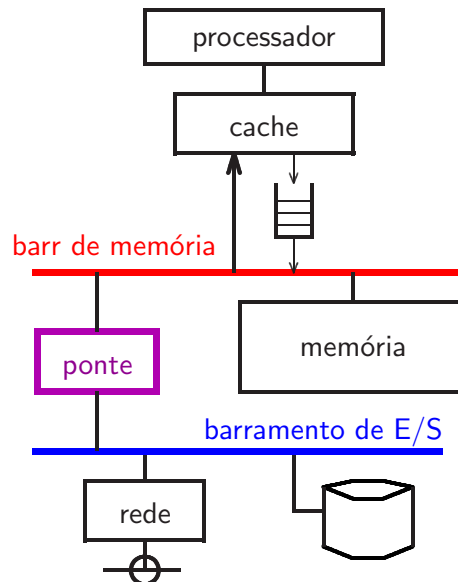 processador
cache
barr de memória
memória
ponte
barramento de E/S
rede